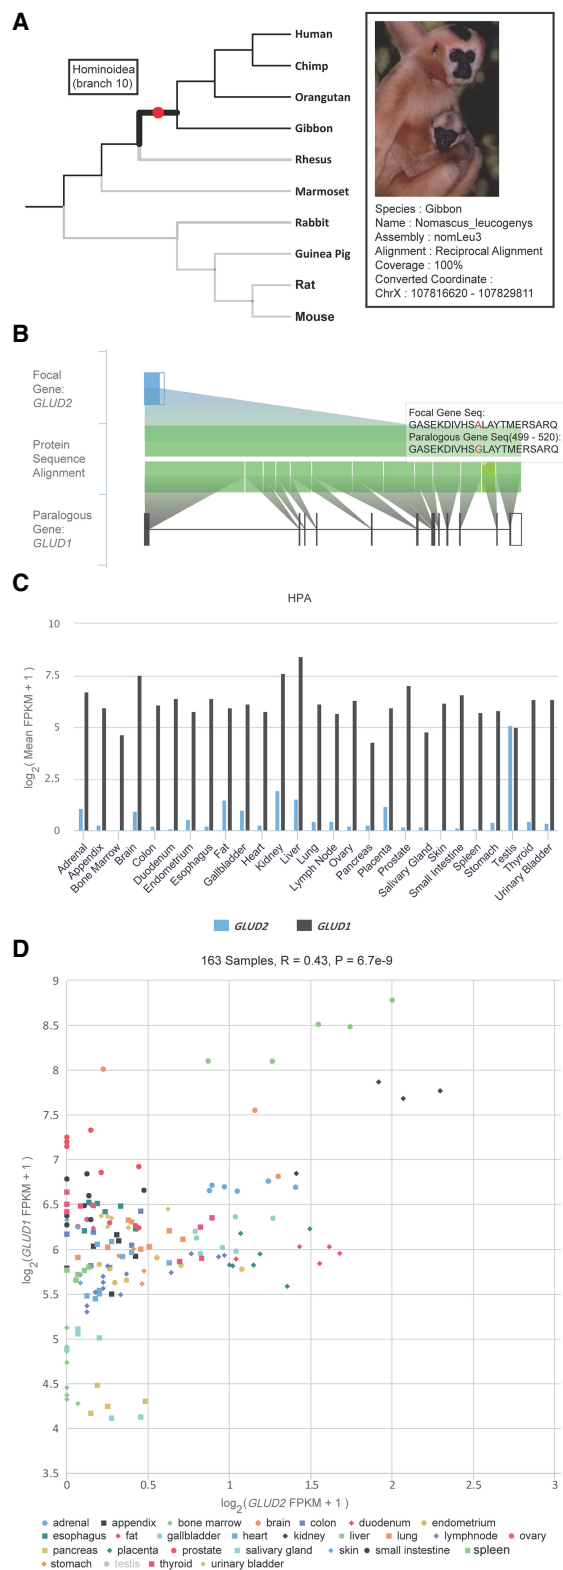 A
Human
Chimp
Orangutan
Gibbon
Rhesus
Marmoset
Rabbit
Guinea Pig
Rat
Mouse
Hominoidea
(branch 10)
Species : Gibbon
Name : Nomascus_leucogenys
Assembly : nomLeu3
Alignment : Reciprocal Alignment
Coverage : 100%
Converted Coordinate :
ChrX : 107816620 - 107829811
B
Focal
Gene:
GLUD2
Protein
Sequence
Alignment
Paralogous
Gene:
GLUD1
Focal Gene Seq:
GASEKDIVHSALAYTMERSARQ
Paralogous Gene Seq(499 - 520):
GASEKDIVHSGLAYTMERSARQ
C
HPA
log2( Mean FPKM + 1 )
10
7.5
5
2.5
0
Adrenal
Appendix
Bone Marrow
Brain
Colon
Duodenum
Endometrium
Esophagus
Fat
Gallbladder
Heart
Kidney
Liver
Lung
Lymph Node
Ovary
Pancreas
Placenta
Prostate
Salivary Gland
Skin
Small Intestine
Spleen
Stomach
Testis
Thyroid
Urinary Bladder
GLUD2 GLUD1
D
163 Samples, R = 0.43, P = 6.7e-9
log2(GLUD1 FPKM + 1 )
9
8.5
8
7.5
7
6.5
6
5.5
5
4.5
4
3.5
0 0.5 1 1.5 2 2.5 3
log2(GLUD2 FPKM + 1 )
adrenal appendix bone marrow brain colon duodenum endometrium
esophagus fat gallbladder heart kidney liver lung lymphnode ovary
pancreas placenta prostate salivary gland skin small instestine spleen
stomach testis thyroid urinary bladder